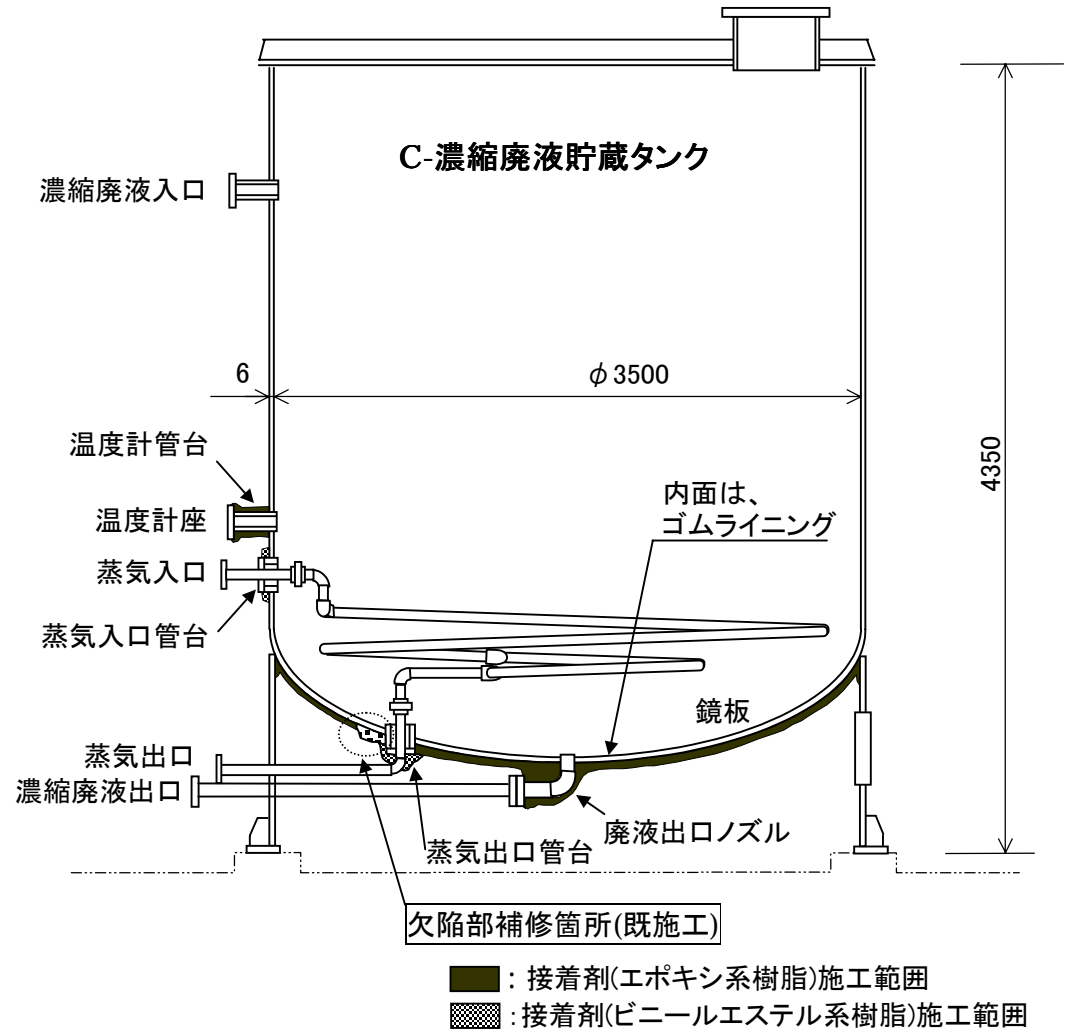 C-濃縮廃液貯蔵タンク
濃縮廃液入口
6
φ3500
4350
温度計管台
温度計座
内面は、
ゴムライニング
蒸気入口
蒸気入口管台
鏡板
蒸気出口
濃縮廃液出口
廃液出口ノズル
蒸気出口管台
欠陥部補修箇所(既施工)
：接着剤(エポキシ系樹脂)施工範囲
：接着剤(ビニールエステル系樹脂)施工範囲